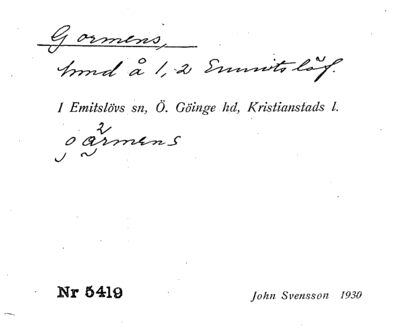 Gormens,
hmd å 1, 2 Emmitslöf.
I Emitslövs sn, Ö. Göinge hd, Kristianstads l.
Nr 5419
John Svensson 1930